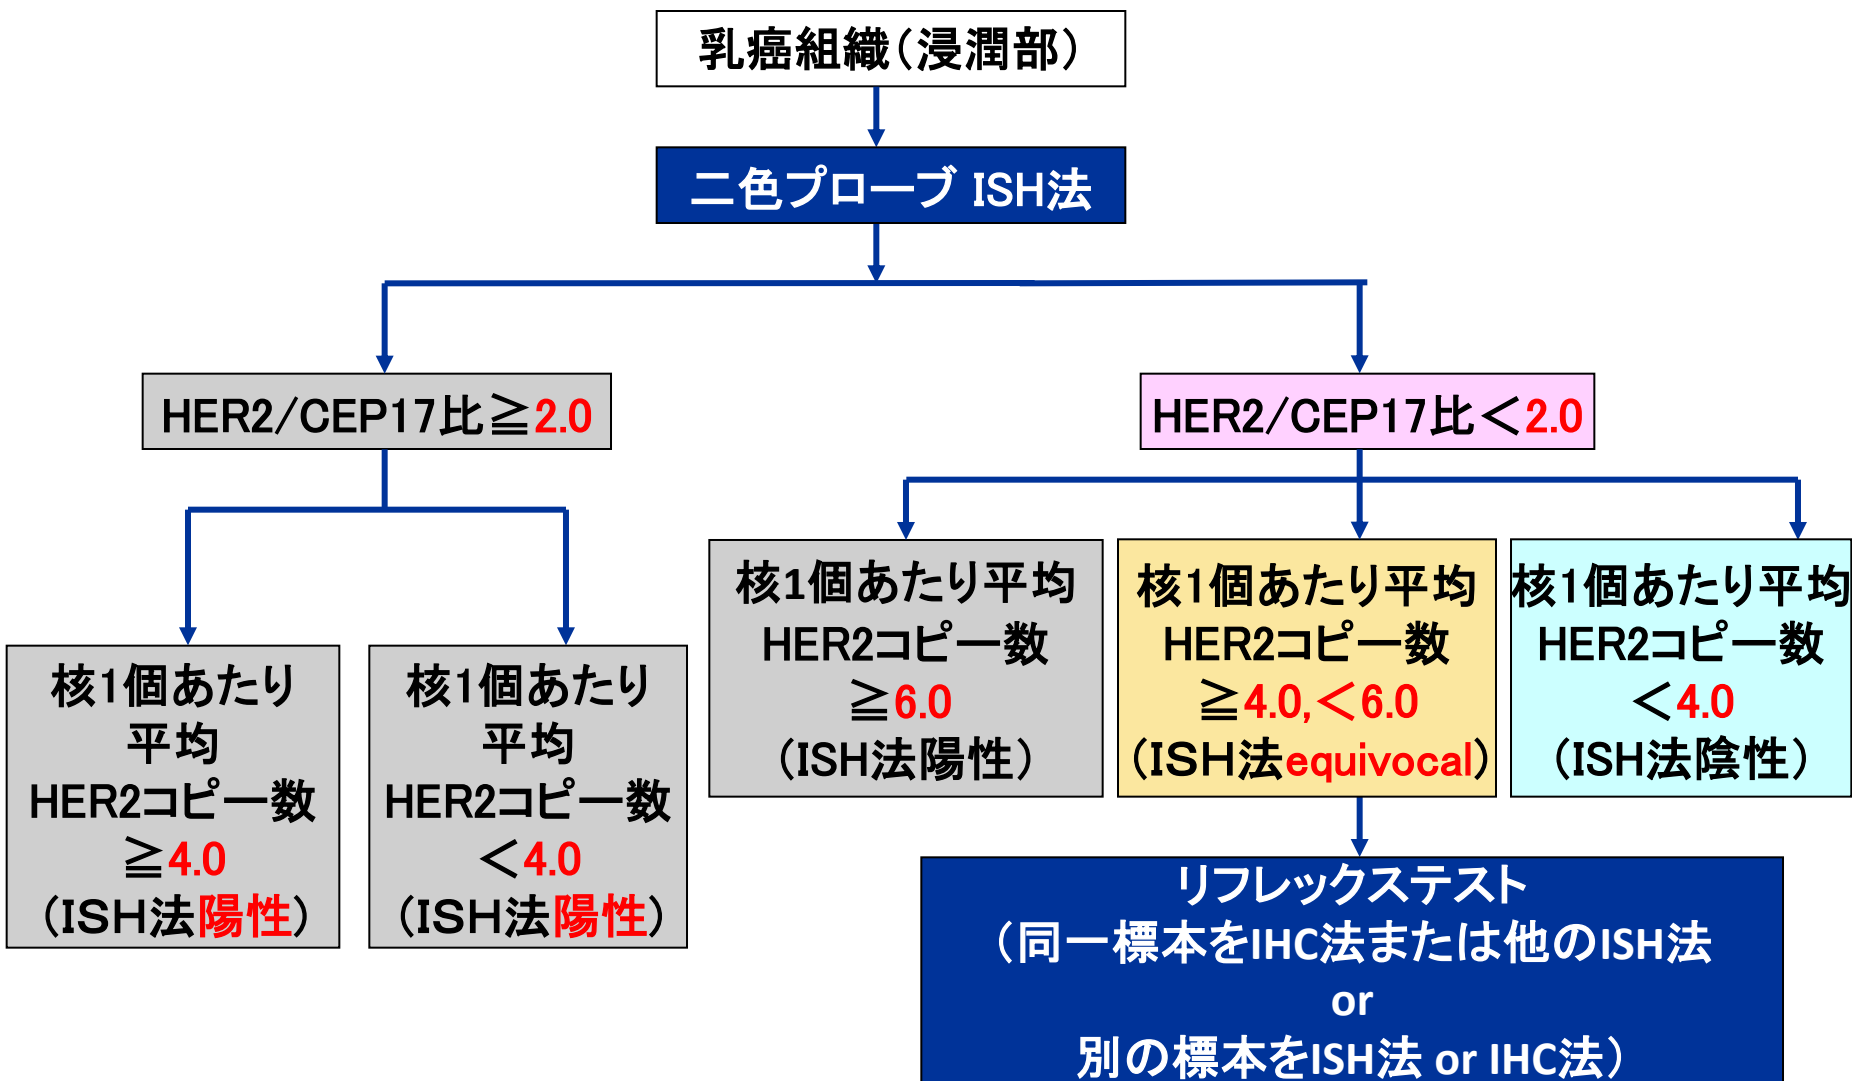 乳癌組織（浸潤部）
二色プローブ ISH法
HER2/CEP17比≧2.0
HER2/CEP17比＜2.0
核1個あたり
平均
HER2コピー数
≧4.0
（ISH法陽性）
核1個あたり
平均
HER2コピー数
＜4.0
（ISH法陽性）
核1個あたり平均
HER2コピー数
≧6.0
（ISH法陽性）
核1個あたり平均
HER2コピー数
≧4.0,＜6.0
（ISH法equivocal）
核1個あたり平均
HER2コピー数
＜4.0
（ISH法陰性）
リフレックステスト
（同一標本をIHC法または他のISH法
or
別の標本をISH法 or IHC法）